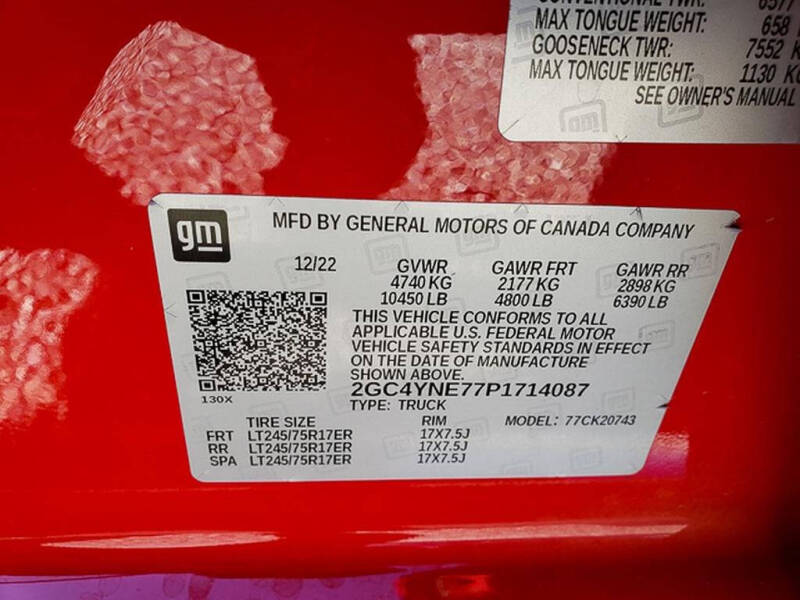 CONVENTIONAL TWR: 6577
MAX TONGUE WEIGHT: 658
GOOSENECK TWR: 7552 K
MAX TONGUE WEIGHT: 1130 KG
SEE OWNER'S MANUAL
gm MFD BY GENERAL MOTORS OF CANADA COMPANY
12/22 GVWR GAWR FRT GAWR RR
4740 KG 2177 KG 2898 KG
10450 LB 4800 LB 6390 LB
THIS VEHICLE CONFORMS TO ALL
APPLICABLE U.S. FEDERAL MOTOR
VEHICLE SAFETY STANDARDS IN EFFECT
ON THE DATE OF MANUFACTURE
SHOWN ABOVE.
2GC4YNE77P1714087
130X TYPE: TRUCK
TIRE SIZE RIM MODEL: 77CK20743
FRT LT245/75R17ER 17X7.5J
RR LT245/75R17ER 17X7.5J
SPA LT245/75R17ER 17X7.5J